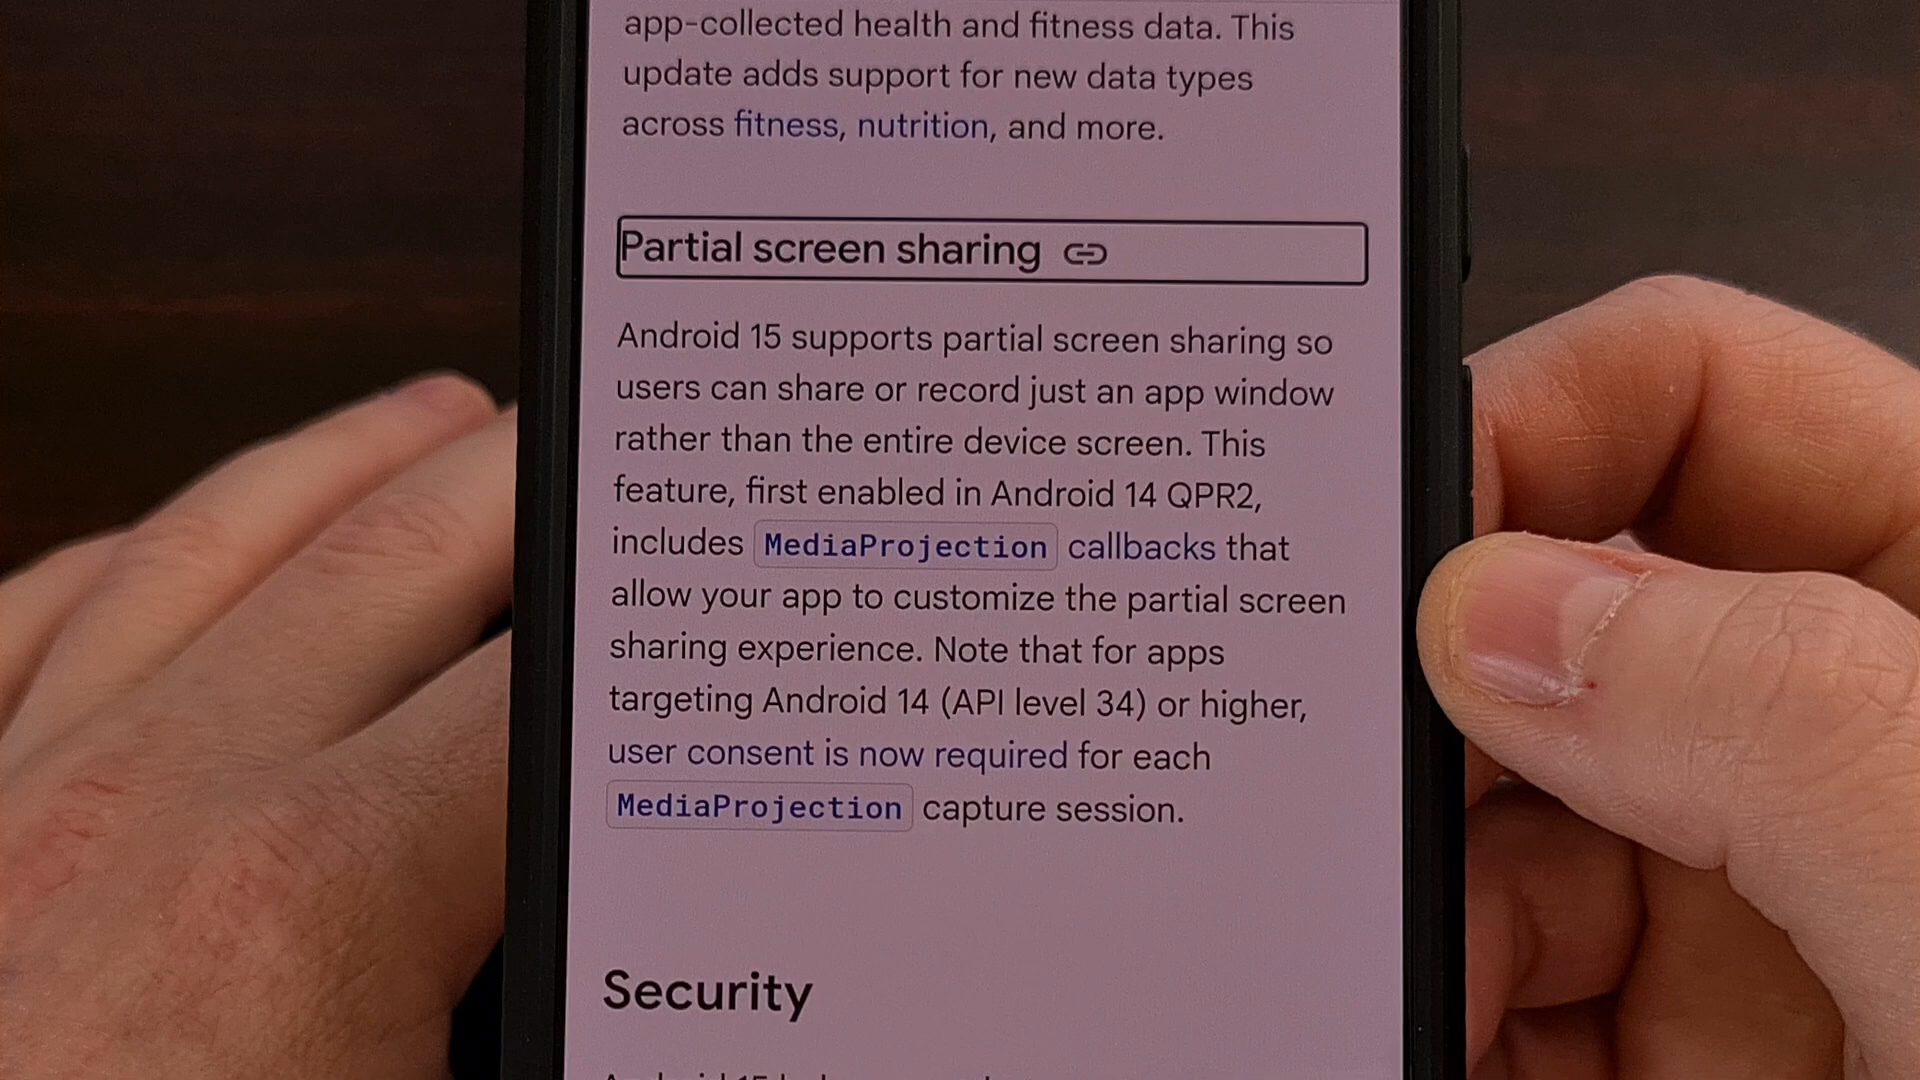 app-collected health and fitness data. This
update adds support for new data types
across fitness, nutrition, and more.
Partial screen sharing
Android 15 supports partial screen sharing so
users can share or record just an app window
rather than the entire device screen. This
feature, first enabled in Android 14 QPR2,
includes MediaProjection callbacks that
allow your app to customize the partial screen
sharing experience. Note that for apps
targeting Android 14 (API level 34) or higher,
user consent is now required for each
MediaProjection capture session.
Security